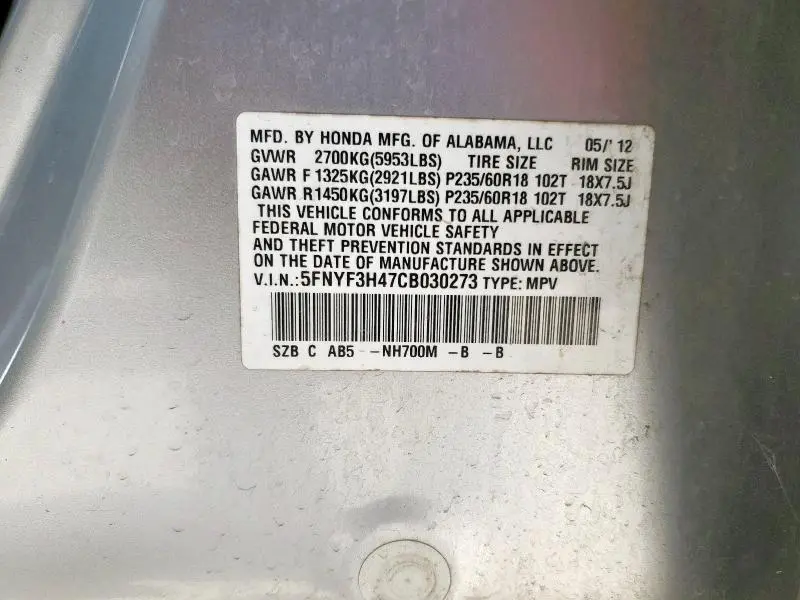 MFD. BY HONDA MFG. OF ALABAMA, LLC 05/'12
GVWR 2700KG(5953LBS) TIRE SIZE RIM SIZE
GAWR F 1325KG(2921LBS) P235/60R18 102T 18X7.5J
GAWR R 1450KG(3197LBS) P235/60R18 102T 18X7.5J
THIS VEHICLE CONFORMS TO ALL APPLICABLE
FEDERAL MOTOR VEHICLE SAFETY
AND THEFT PREVENTION STANDARDS IN EFFECT
ON THE DATE OF MANUFACTURE SHOWN ABOVE.
V.I.N.:5FNYF3H47CB030273 TYPE: MPV
SZB C AB5 --NH700M -B -B